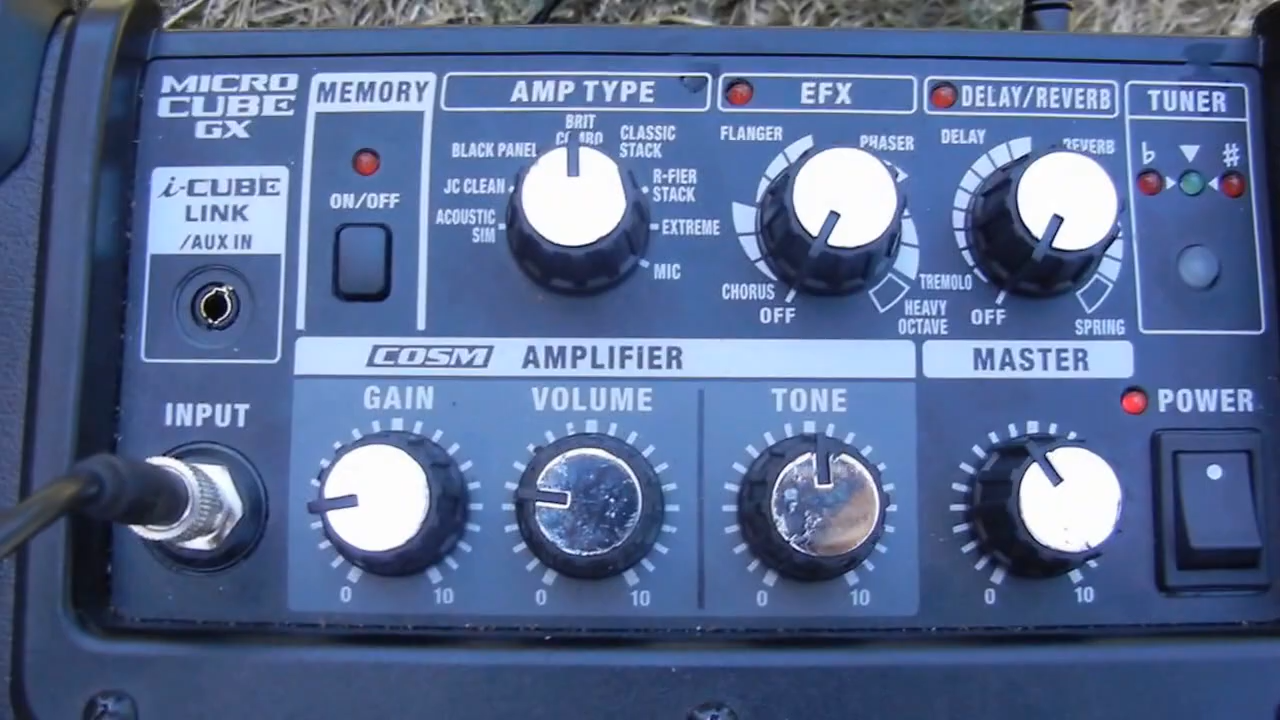 MICRO
CUBE
GX
MEMORY
ON/OFF
i-CUBE
LINK
/AUX IN
INPUT
AMP TYPE
BRIT
COMBO
CLASSIC
STACK
BLACK PANEL
R-FIER
STACK
JC CLEAN
ACOUSTIC
SIM
EXTREME
MIC
EFX
FLANGER
PHASER
CHORUS
OFF
TREMOLO
HEAVY
OCTAVE
DELAY/REVERB
DELAY
REVERB
OFF
SPRING
TUNER
♭ ♯
COSM AMPLIFiER
GAIN
0 10
VOLUME
0 10
TONE
0 10
MASTER
0 10
POWER